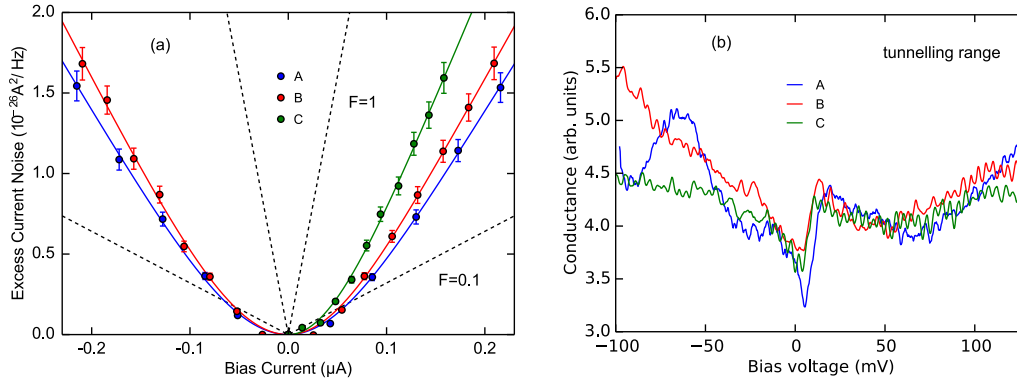 (a)
A
B
C
F=1
F=0.1
Excess Current Noise (10⁻²⁶A²/ Hz)
2.0
1.5
1.0
0.5
0.0
-0.2
-0.1
0.0
0.1
0.2
Bias Current (μA)
(b)
tunnelling range
A
B
C
Conductance (arb. units)
6.0
5.5
5.0
4.5
4.0
3.5
3.0
−100
−50
0
50
100
Bias voltage (mV)